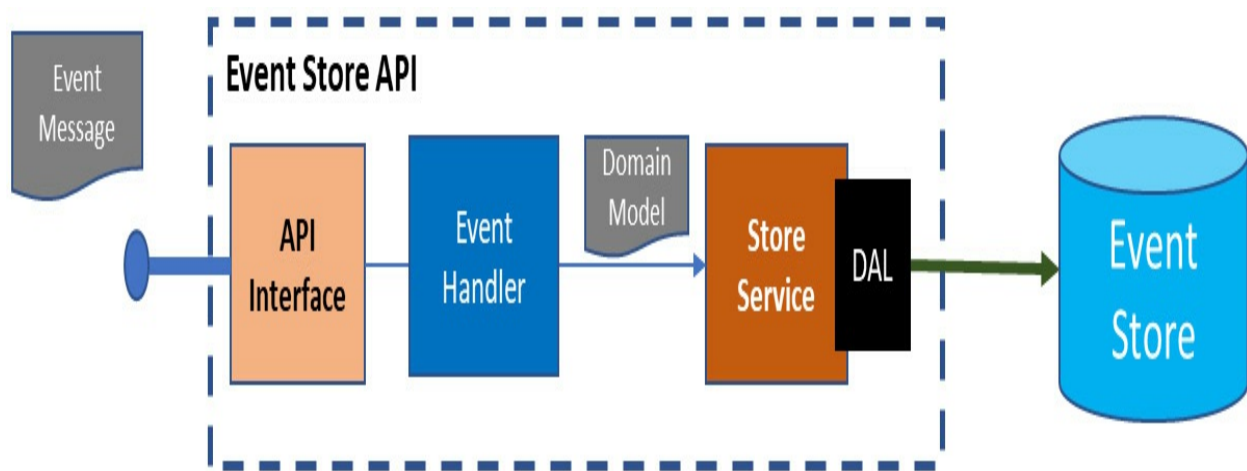 Event
Message
Event Store API
API
Interface
Event
Handler
Domain
Model
Store
Service
DAL
Event
Store